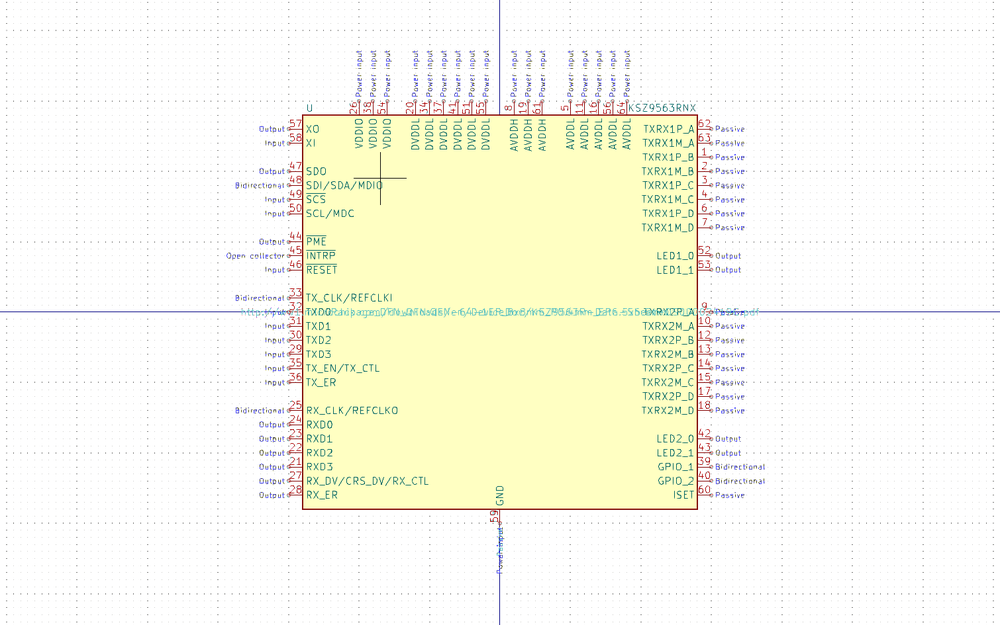 Power input Power input Power input Power input Power input Power input Power input Power input Power input Power input Power input Power input Power input Power input Power input Power input Power input
26 38 54 20 34 37 41 51 55 8 19 61 5 11 16 56 64
U KSZ9563RNX
VDDIO VDDIO VDDIO DVDDL DVDDL DVDDL DVDDL DVDDL DVDDL AVDDH AVDDH AVDDH AVDDL AVDDL AVDDL AVDDL AVDDL
Output 57 XO TXRX1P_A 62 Passive
Input 58 XI TXRX1M_A 63 Passive
TXRX1P_B 1 Passive
Output 47 SDO TXRX1M_B 2 Passive
Bidirectional 48 SDI/SDA/MDIO TXRX1P_C 3 Passive
Input 49 SCS TXRX1M_C 4 Passive
Input 50 SCL/MDC TXRX1P_D 6 Passive
TXRX1M_D 7 Passive
Output 44 PME
Open collector 45 INTRP LED1_0 52 Output
Input 46 RESET LED1_1 53 Output
Bidirectional 33 TX_CLK/REFCLKI
Input 32 TXD0 TXRX2P_A 9 Passive
Input 31 TXD1 TXRX2M_A 10 Passive
Input 30 TXD2 TXRX2P_B 12 Passive
Input 29 TXD3 TXRX2M_B 13 Passive
Input 35 TX_EN/TX_CTL TXRX2P_C 14 Passive
Input 36 TX_ER TXRX2M_C 15 Passive
TXRX2P_D 17 Passive
Bidirectional 25 RX_CLK/REFCLKO TXRX2M_D 18 Passive
Output 24 RXD0
Output 23 RXD1 LED2_0 42 Output
Output 22 RXD2 LED2_1 43 Output
Output 21 RXD3 GPIO_1 39 Bidirectional
Output 27 RX_DV/CRS_DV/RX_CTL GPIO_2 40 Bidirectional
Output 28 RX_ER ISET 60 Passive
GND
59
Power input